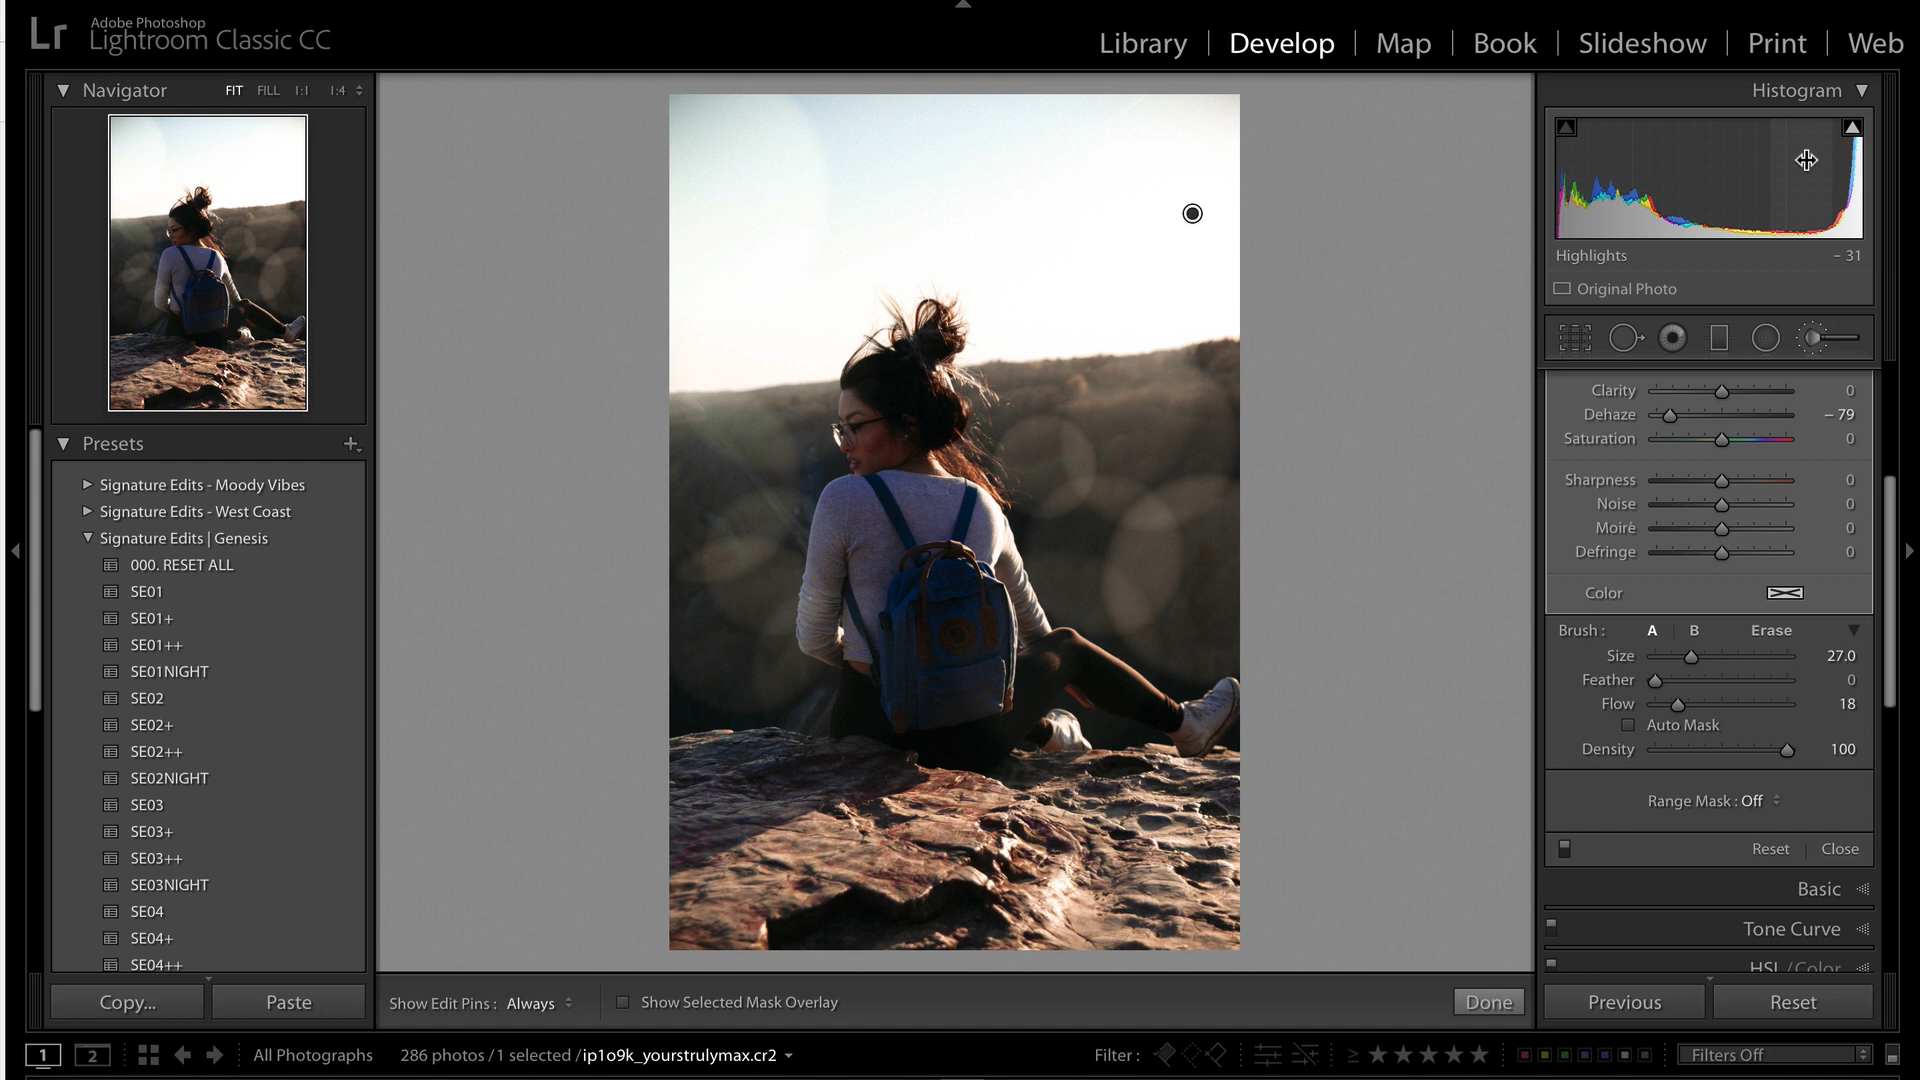 Lr
Adobe Photoshop
Lightroom Classic CC
Library | Develop | Map | Book | Slideshow | Print | Web
Navigator FIT FILL 1:1 1:4
Presets +
Signature Edits - Moody Vibes
Signature Edits - West Coast
Signature Edits | Genesis
000. RESET ALL
SE01
SE01+
SE01++
SE01NIGHT
SE02
SE02+
SE02++
SE02NIGHT
SE03
SE03+
SE03++
SE03NIGHT
SE04
SE04+
SE04++
Copy... Paste
Show Edit Pins : Always
Show Selected Mask Overlay
Done
Histogram
Highlights - 31
Original Photo
Clarity 0
Dehaze - 79
Saturation 0
Sharpness 0
Noise 0
Moiré 0
Defringe 0
Color
Brush : A | B Erase
Size 27.0
Feather 0
Flow 18
Auto Mask
Density 100
Range Mask : Off
Reset | Close
Basic
Tone Curve
HSL / Color
Previous Reset
1 2 All Photographs 286 photos / 1 selected / ip1o9k_yourstrulymax.cr2
Filter : ≥ ★★★★★ Filters Off